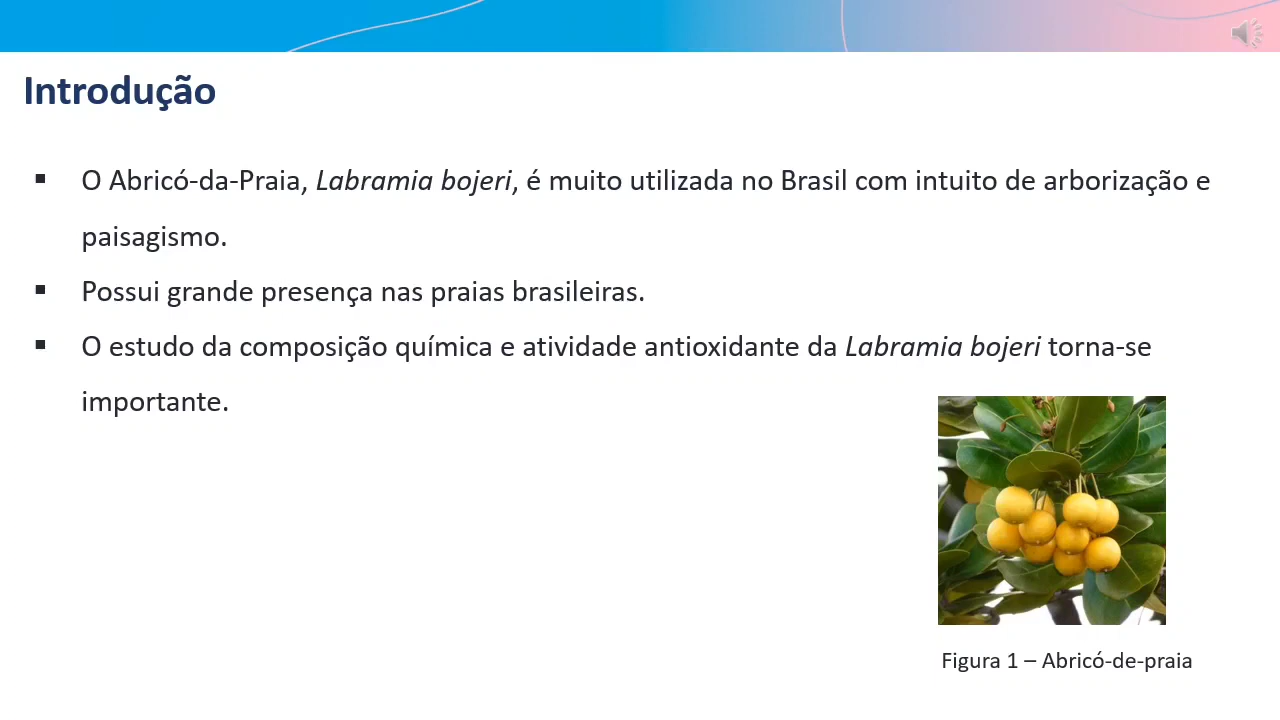 Introdução
▪ O Abricó-da-Praia, Labramia bojeri, é muito utilizada no Brasil com intuito de arborização e
paisagismo.
▪ Possui grande presença nas praias brasileiras.
▪ O estudo da composição química e atividade antioxidante da Labramia bojeri torna-se
importante.
Figura 1 – Abricó-de-praia